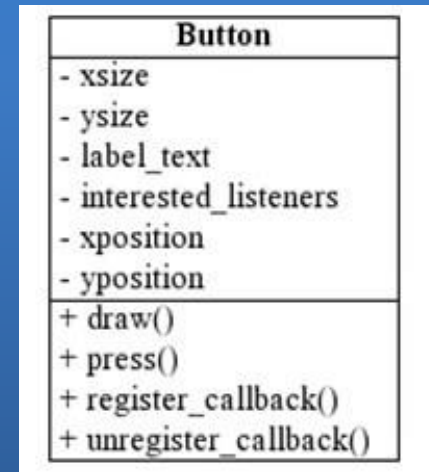 Button
- xsize
- ysize
- label_text
- interested_listeners
- xposition
- yposition
+ draw()
+ press()
+ register_callback()
+ unregister_callback()